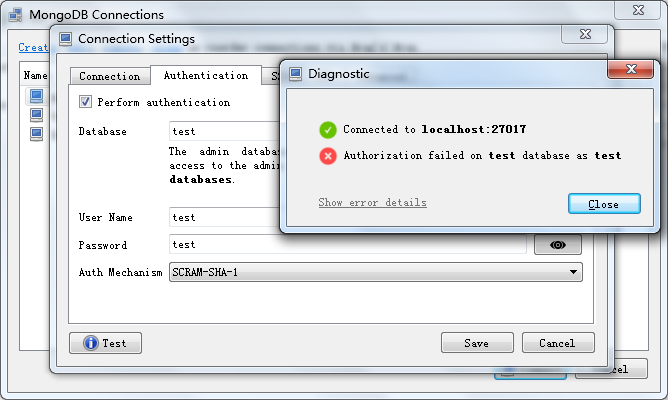 MongoDB Connections
Connection Settings
Diagnostic
Creat
Name
Connection
Authentication
Perform authentication
Database
test
The admin databas
access to the admi
databases.
User Name
test
Password
test
Auth Mechanism
SCRAM-SHA-1
Connected to localhost:27017
Authorization failed on test database as test
Show error details
Close
Test
Save
Cancel